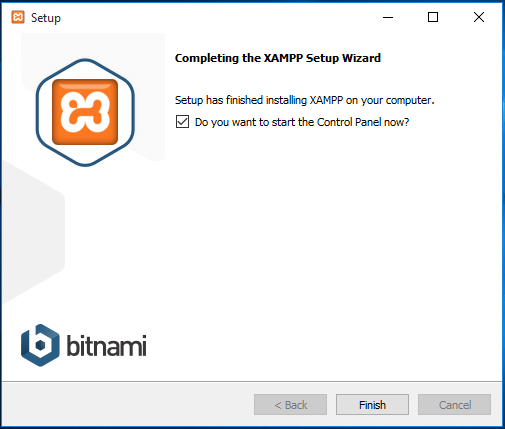 Setup
Completing the XAMPP Setup Wizard
Setup has finished installing XAMPP on your computer.
Do you want to start the Control Panel now?
bitnami
< Back
Finish
Cancel